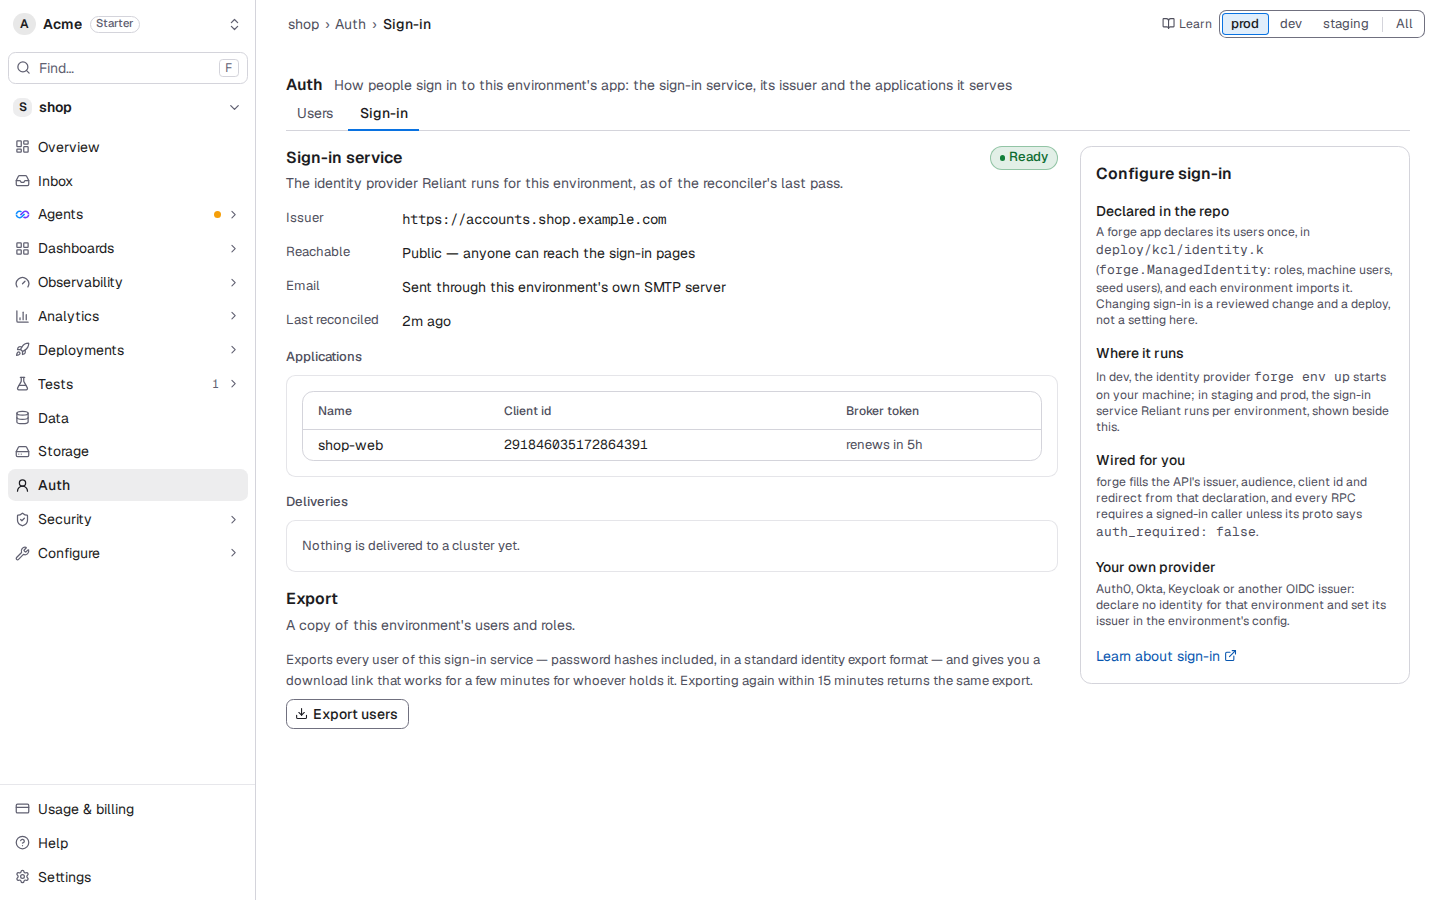 A Acme Starter
Find...
F
S shop
Overview
Inbox
Agents
Dashboards
Observability
Analytics
Deployments
Tests 1
Data
Storage
Auth
Security
Configure
Usage & billing
Help
Settings
shop › Auth › Sign-in
Learn
prod dev staging All
Auth How people sign in to this environment's app: the sign-in service, its issuer and the applications it serves
Users Sign-in
Sign-in service
Ready
The identity provider Reliant runs for this environment, as of the reconciler's last pass.
Issuer https://accounts.shop.example.com
Reachable Public — anyone can reach the sign-in pages
Email Sent through this environment's own SMTP server
Last reconciled 2m ago
Applications
Name Client id Broker token
shop-web 291846035172864391 renews in 5h
Deliveries
Nothing is delivered to a cluster yet.
Export
A copy of this environment's users and roles.
Exports every user of this sign-in service — password hashes included, in a standard identity export format — and gives you a
download link that works for a few minutes for whoever holds it. Exporting again within 15 minutes returns the same export.
Export users
Configure sign-in
Declared in the repo
A forge app declares its users once, in
deploy/kcl/identity.k
(forge.ManagedIdentity: roles, machine users,
seed users), and each environment imports it.
Changing sign-in is a reviewed change and a deploy,
not a setting here.
Where it runs
In dev, the identity provider forge env up starts
on your machine; in staging and prod, the sign-in
service Reliant runs per environment, shown beside
this.
Wired for you
forge fills the API's issuer, audience, client id and
redirect from that declaration, and every RPC
requires a signed-in caller unless its proto says
auth_required: false.
Your own provider
Auth0, Okta, Keycloak or another OIDC issuer:
declare no identity for that environment and set its
issuer in the environment's config.
Learn about sign-in